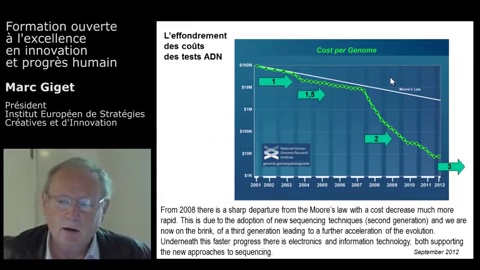 Formation ouverte
à l'excellence
en innovation
et progrès humain
Marc Giget
Président
Institut Européen de Stratégies
Créatives et d'Innovation
L'effondrement
des coûts
des tests ADN
Cost per Genome
$100M
$10M
$1M
$100K
$10K
$1K
Moore's Law
1
1,5
2
3
National Human
Genome Research
Institute
genome.gov/sequencingcosts
2001 2002 2003 2004 2005 2006 2007 2008 2009 2010 2011 2012
From 2008 there is a sharp departure from the Moore's law with a cost decrease much more
rapid. This is due to the adoption of new sequencing techniques (second generation) and we
are now on the brink, of a third generation leading to a further acceleration of the evolution.
Underneath this faster progress there is electronics and information technology, both supporting
the new approaches to sequencing.
September 2012